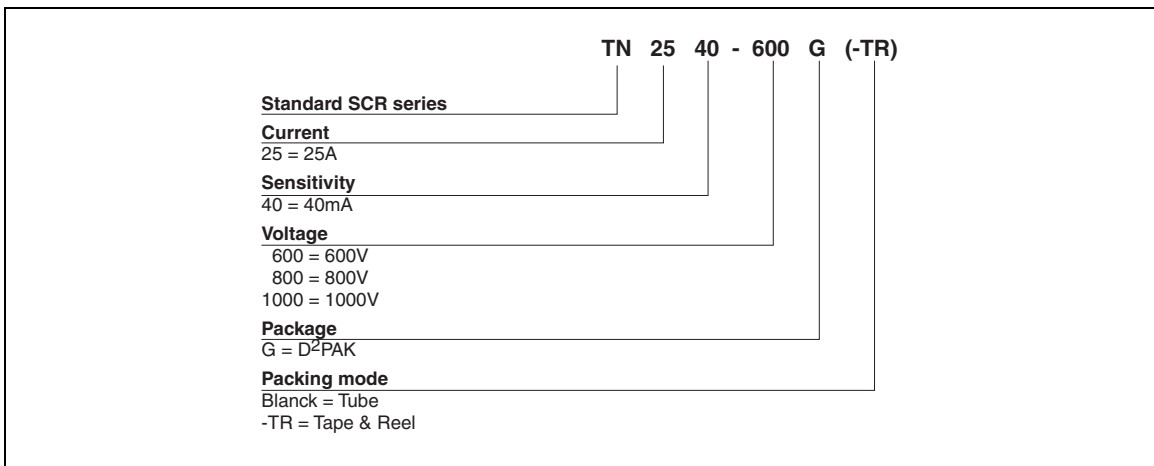 TN 25 40 - 600 G (-TR)
Standard SCR series
Current
25 = 25A
Sensitivity
40 = 40mA
Voltage
600 = 600V
800 = 800V
1000 = 1000V
Package
G = D²PAK
Packing mode
Blanck = Tube
-TR = Tape & Reel